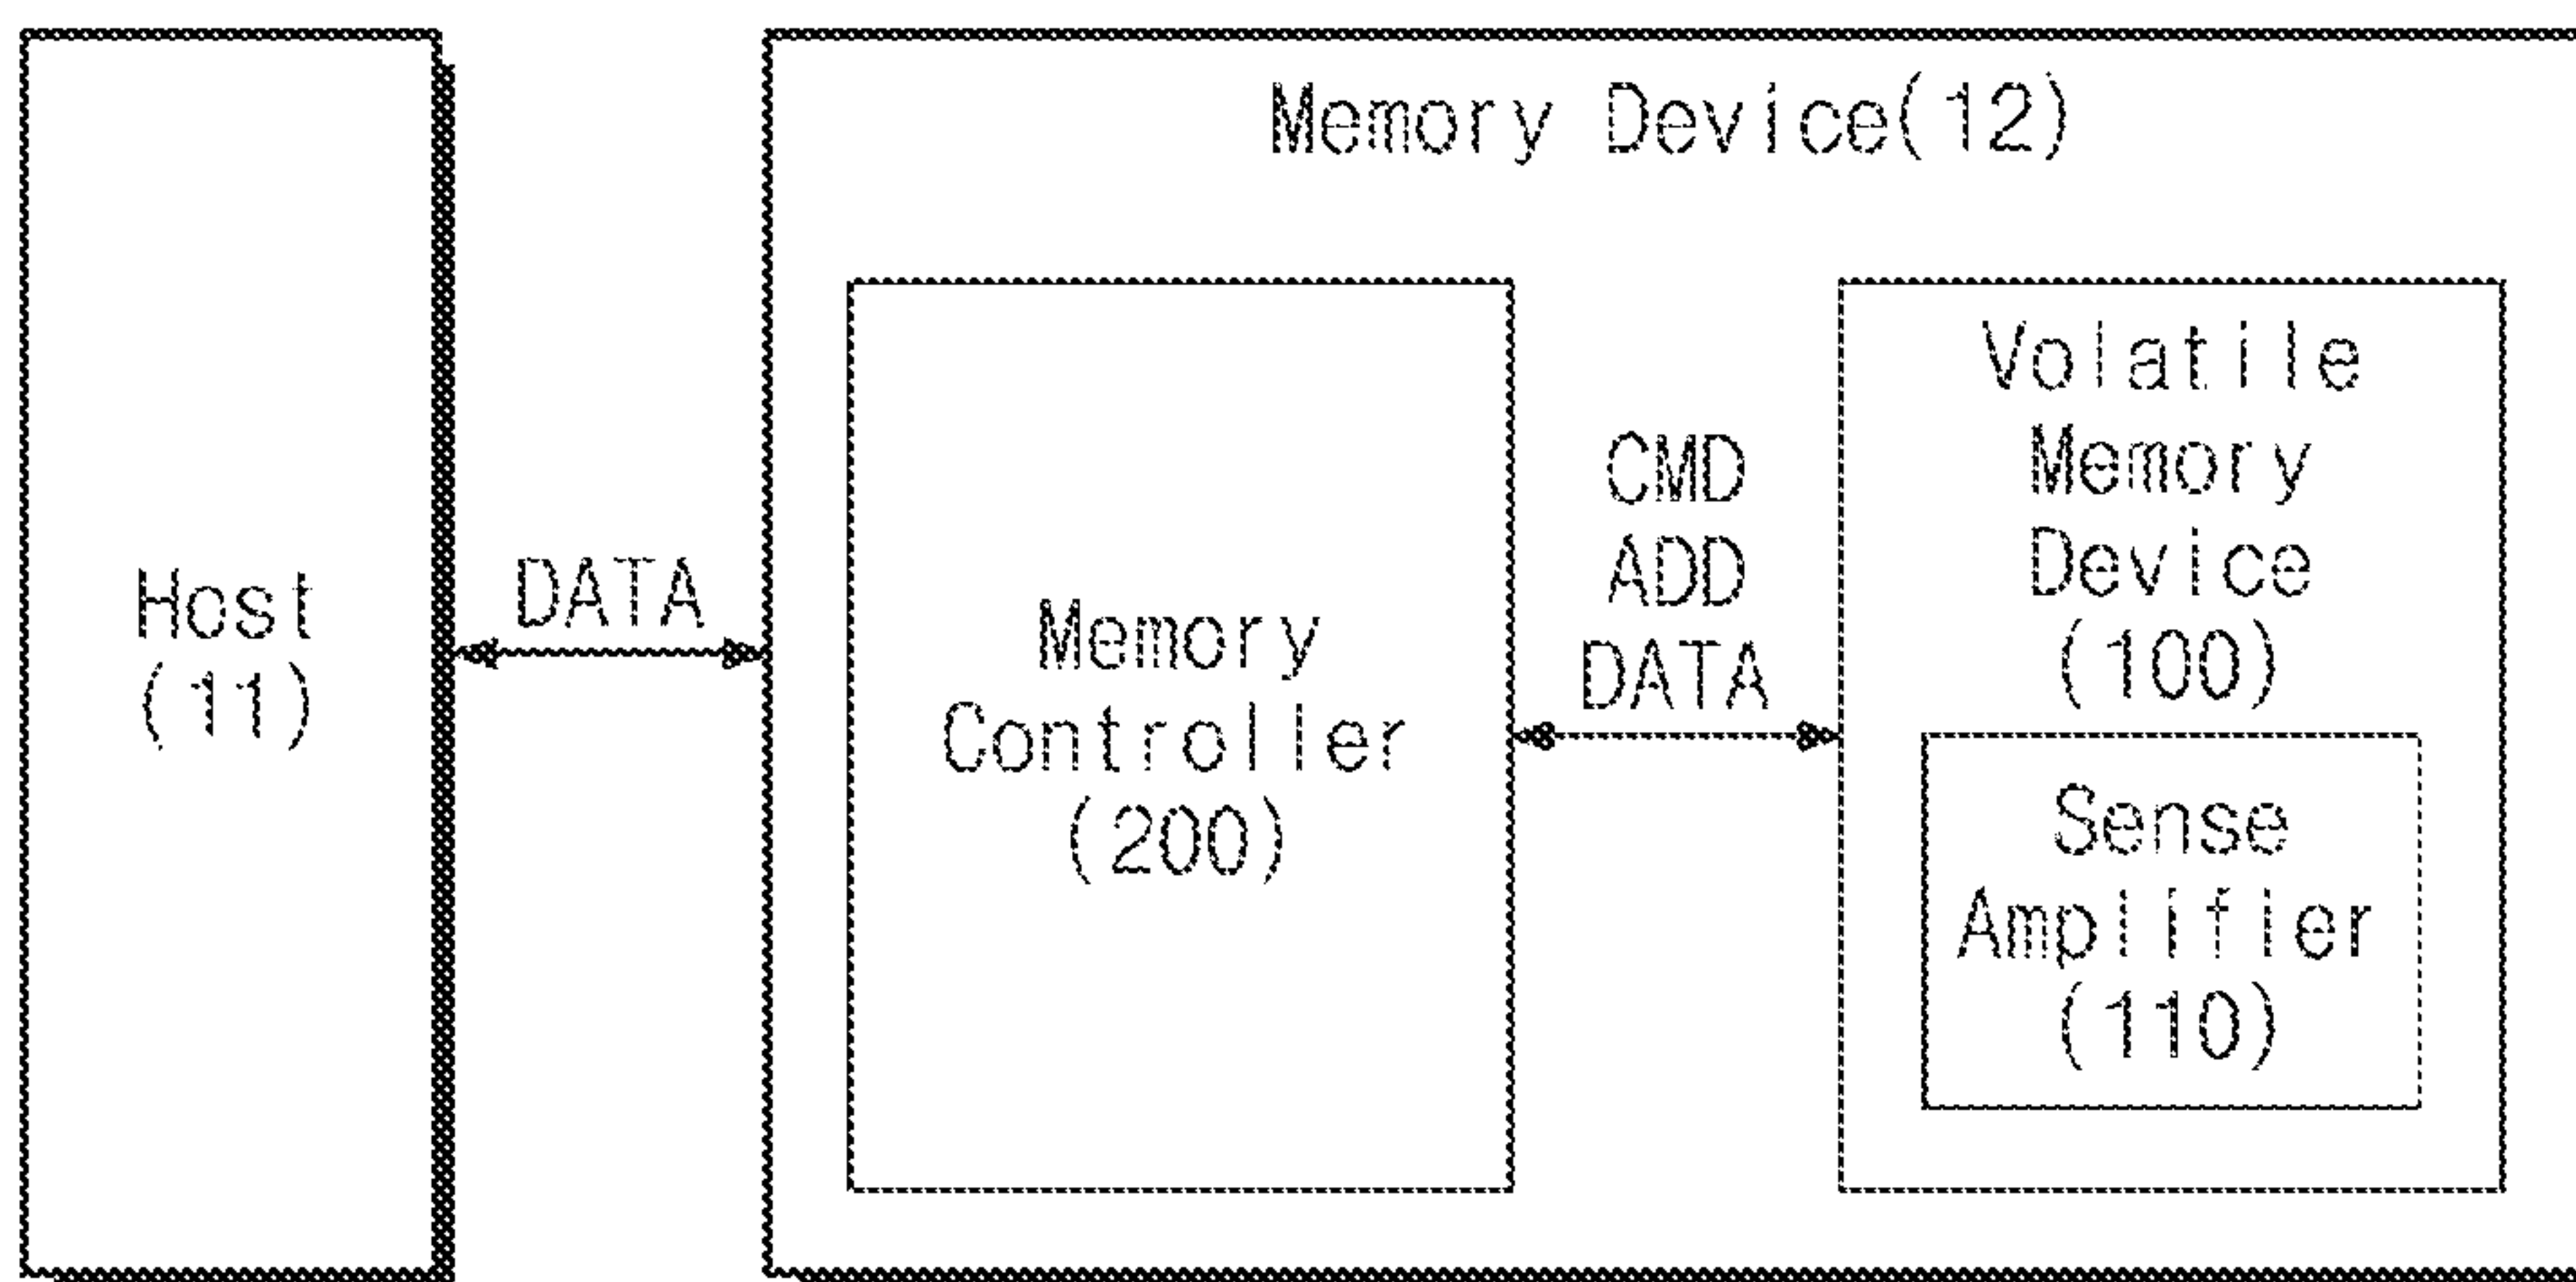 Memory Device(12)
Host
(11)
DATA
Memory
Controller
(200)
CMD
ADD
DATA
Volatile
Memory
Device
(100)
Sense
Amplifier
(110)